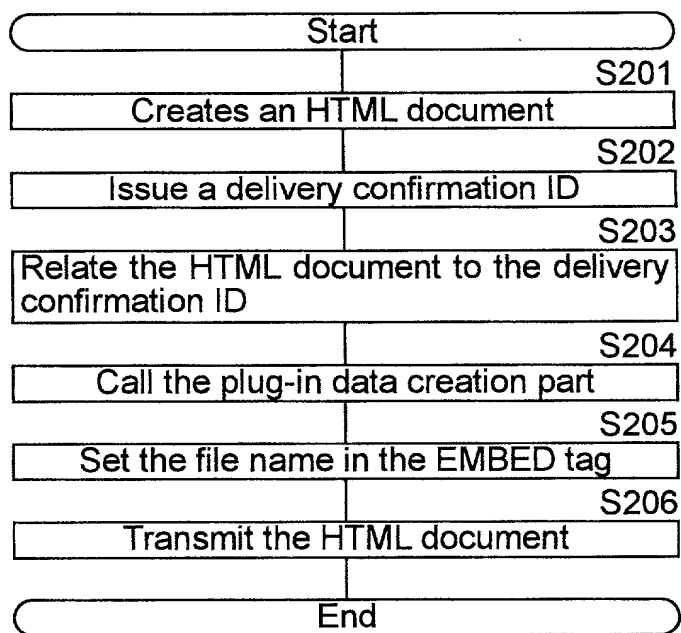 Start
S201
Creates an HTML document
S202
Issue a delivery confirmation ID
S203
Relate the HTML document to the delivery
confirmation ID
S204
Call the plug-in data creation part
S205
Set the file name in the EMBED tag
S206
Transmit the HTML document
End